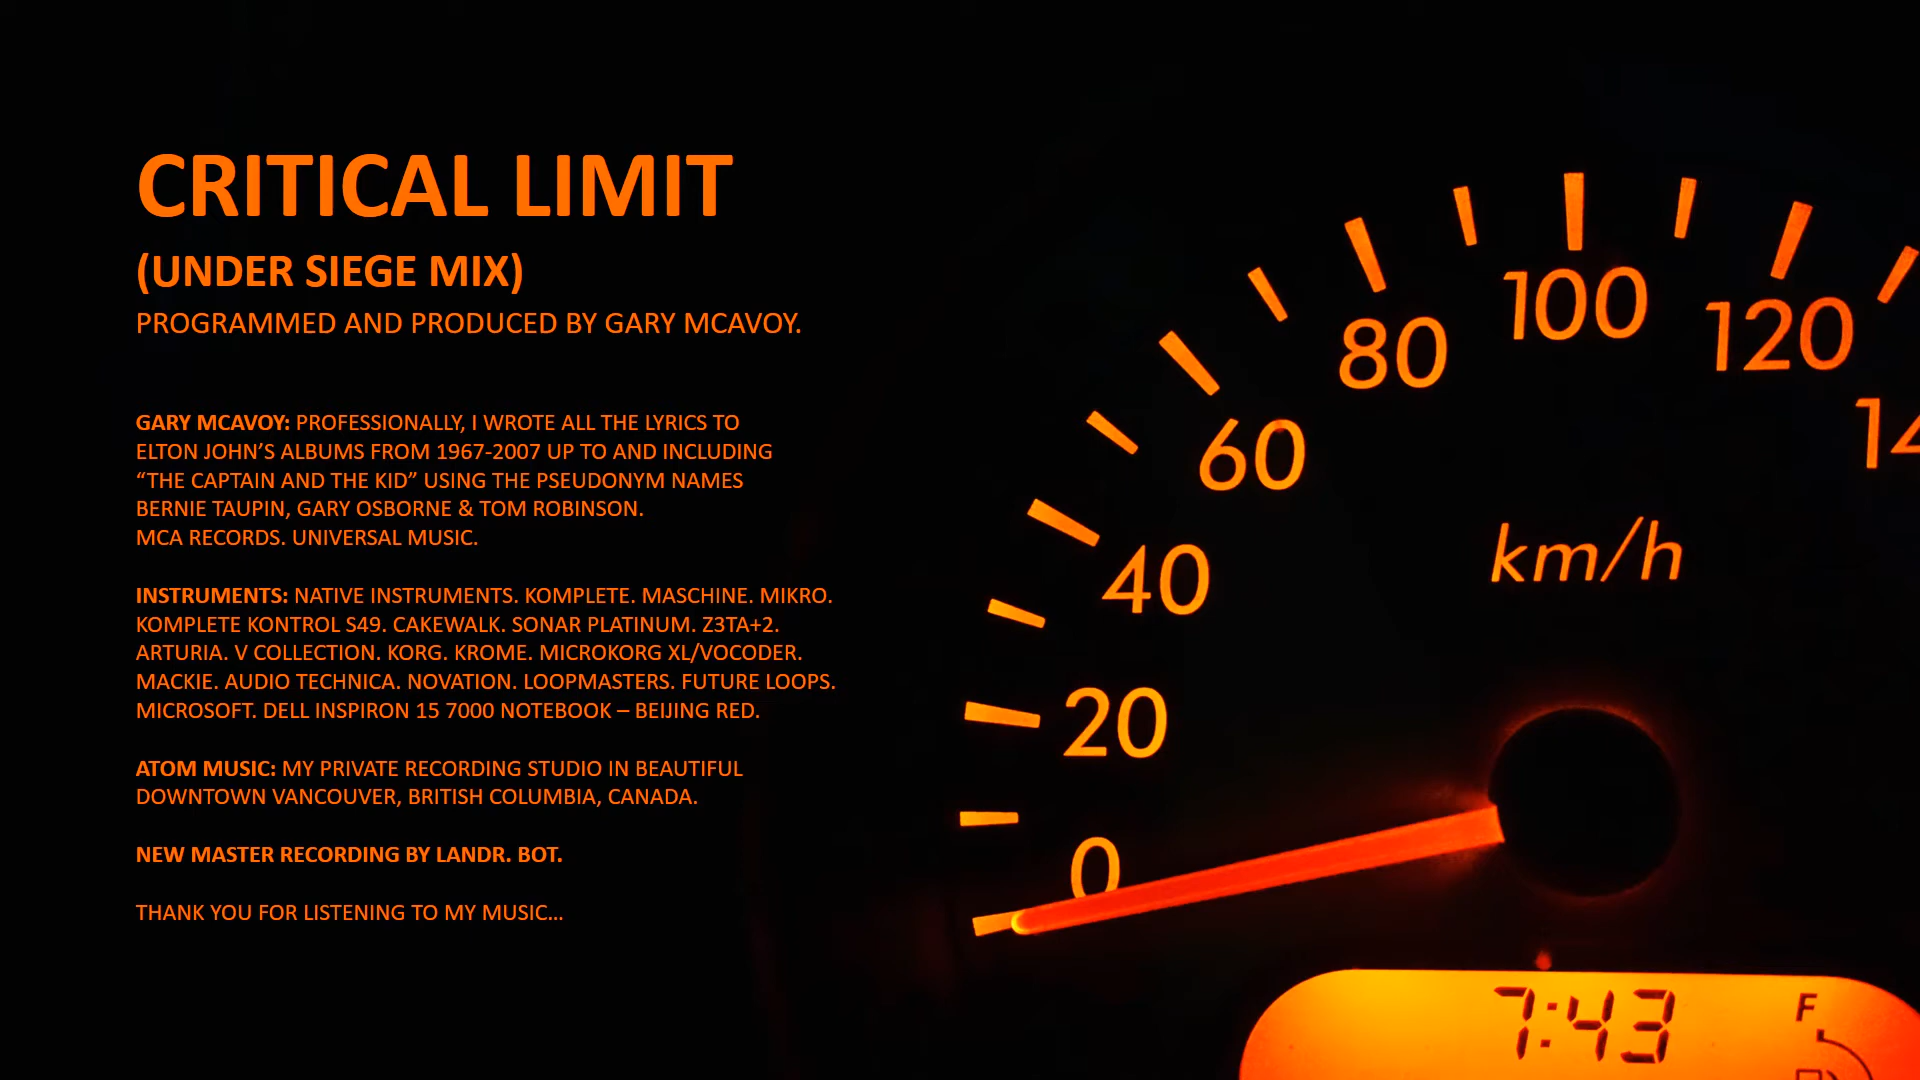 CRITICAL LIMIT
(UNDER SIEGE MIX)
PROGRAMMED AND PRODUCED BY GARY MCAVOY.
GARY MCAVOY: PROFESSIONALLY, I WROTE ALL THE LYRICS TO
ELTON JOHN’S ALBUMS FROM 1967-2007 UP TO AND INCLUDING
“THE CAPTAIN AND THE KID” USING THE PSEUDONYM NAMES
BERNIE TAUPIN, GARY OSBORNE & TOM ROBINSON.
MCA RECORDS. UNIVERSAL MUSIC.
INSTRUMENTS: NATIVE INSTRUMENTS. KOMPLETE. MASCHINE. MIKRO.
KOMPLETE KONTROL S49. CAKEWALK. SONAR PLATINUM. Z3TA+2.
ARTURIA. V COLLECTION. KORG. KROME. MICROKORG XL/VOCODER.
MACKIE. AUDIO TECHNICA. NOVATION. LOOPMASTERS. FUTURE LOOPS.
MICROSOFT. DELL INSPIRON 15 7000 NOTEBOOK – BEIJING RED.
ATOM MUSIC: MY PRIVATE RECORDING STUDIO IN BEAUTIFUL
DOWNTOWN VANCOUVER, BRITISH COLUMBIA, CANADA.
NEW MASTER RECORDING BY LANDR. BOT.
THANK YOU FOR LISTENING TO MY MUSIC...
0
20
40
60
80
100
120
km/h
7:43
F